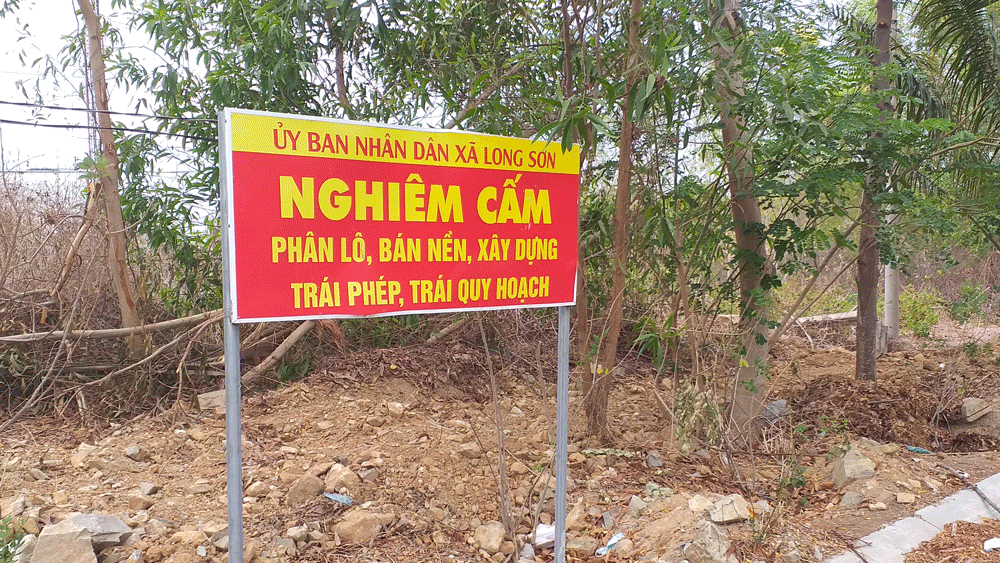 ỦY BAN NHÂN DÂN XÃ LONG SƠN
NGHIÊM CẤM
PHÂN LÔ, BÁN NỀN, XÂY DỰNG
TRÁI PHÉP, TRÁI QUY HOẠCH